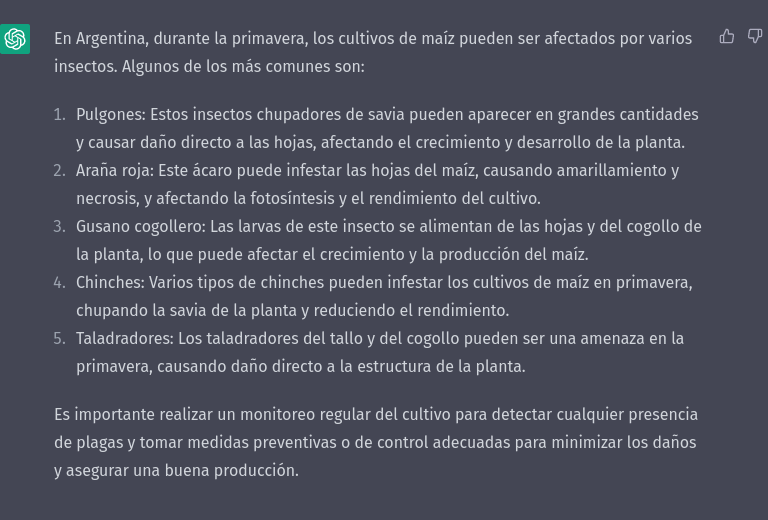 En Argentina, durante la primavera, los cultivos de maíz pueden ser afectados por varios
insectos. Algunos de los más comunes son:
1. Pulgones: Estos insectos chupadores de savia pueden aparecer en grandes cantidades
y causar daño directo a las hojas, afectando el crecimiento y desarrollo de la planta.
2. Araña roja: Este ácaro puede infestar las hojas del maíz, causando amarillamiento y
necrosis, y afectando la fotosíntesis y el rendimiento del cultivo.
3. Gusano cogollero: Las larvas de este insecto se alimentan de las hojas y del cogollo de
la planta, lo que puede afectar el crecimiento y la producción del maíz.
4. Chinches: Varios tipos de chinches pueden infestar los cultivos de maíz en primavera,
chupando la savia de la planta y reduciendo el rendimiento.
5. Taladradores: Los taladradores del tallo y del cogollo pueden ser una amenaza en la
primavera, causando daño directo a la estructura de la planta.
Es importante realizar un monitoreo regular del cultivo para detectar cualquier presencia
de plagas y tomar medidas preventivas o de control adecuadas para minimizar los daños
y asegurar una buena producción.